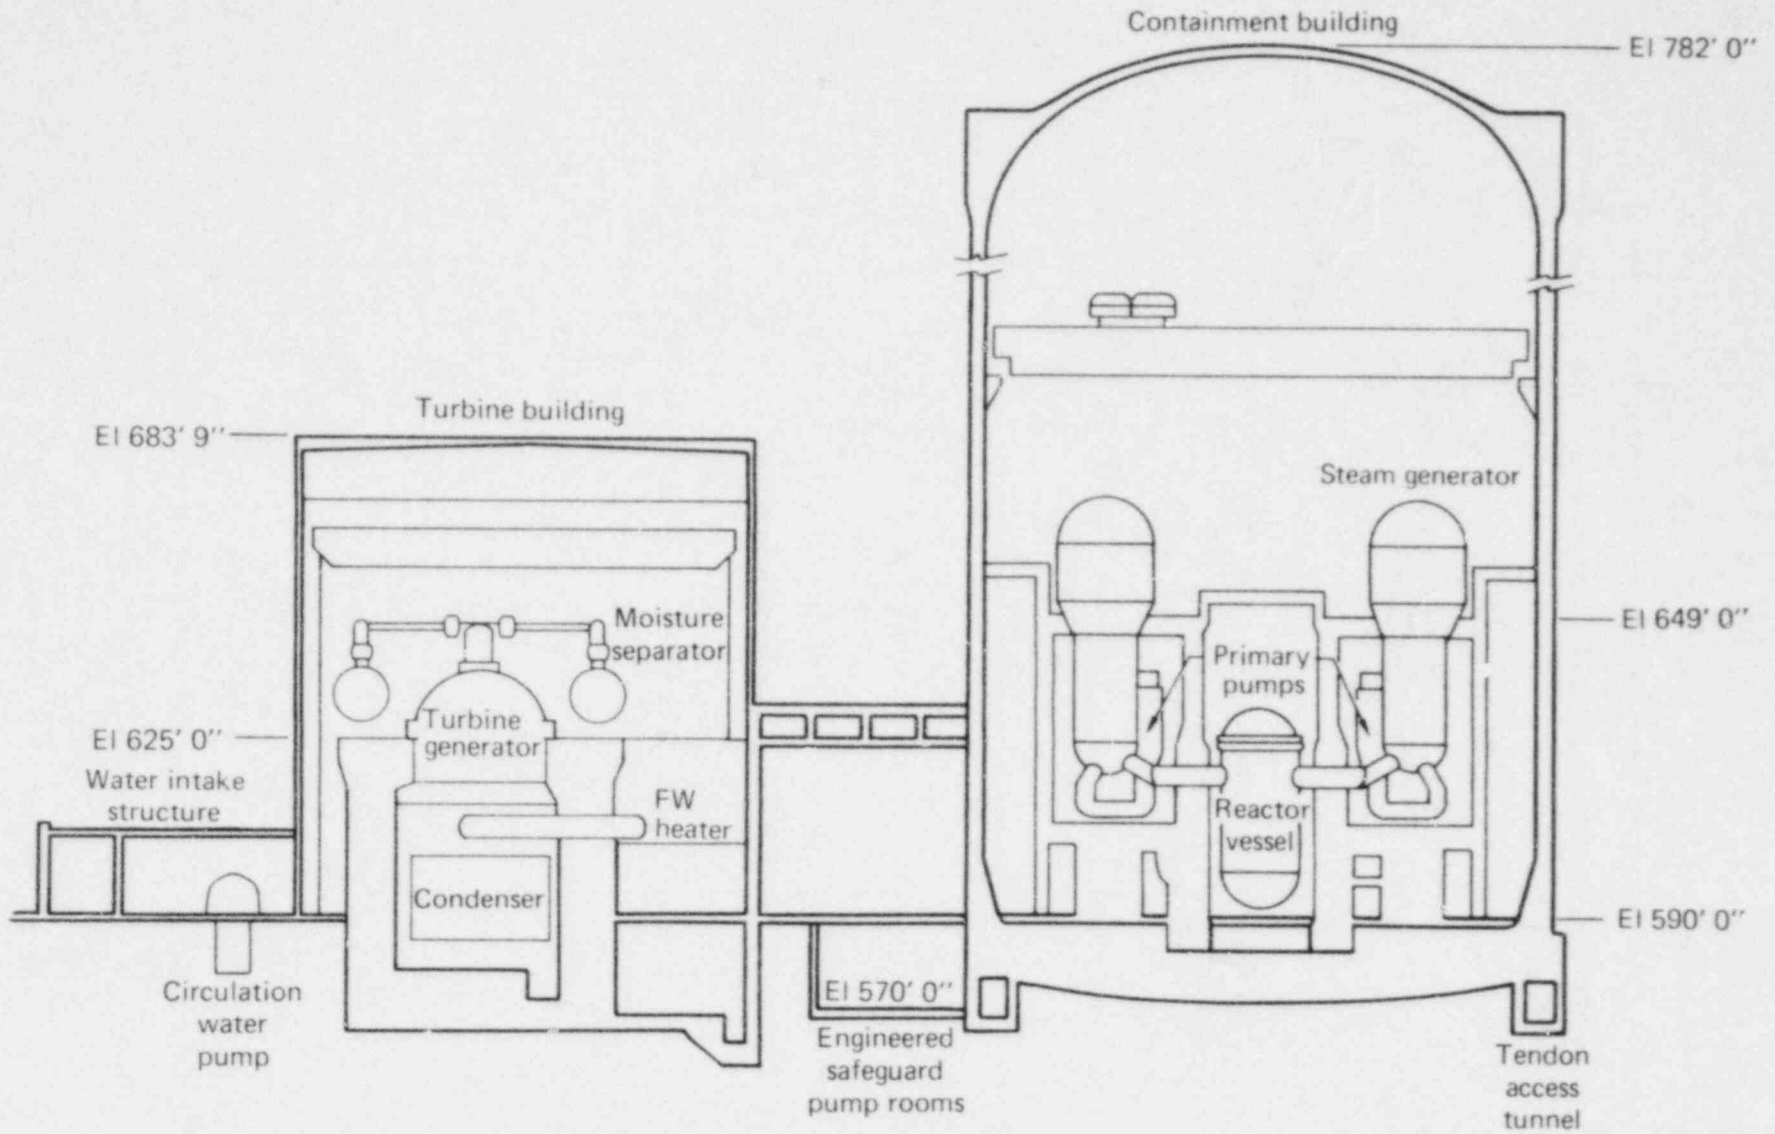 Containment building
El 782' 0''
Turbine building
El 683' 9''
Steam generator
Moisture
separator
El 649' 0''
Primary
pumps
Turbine
generator
El 625' 0''
Water intake
structure
FW
heater
Reactor
vessel
Condenser
El 590' 0''
Circulation
water
pump
El 570' 0''
Engineered
safeguard
pump rooms
Tendon
access
tunnel